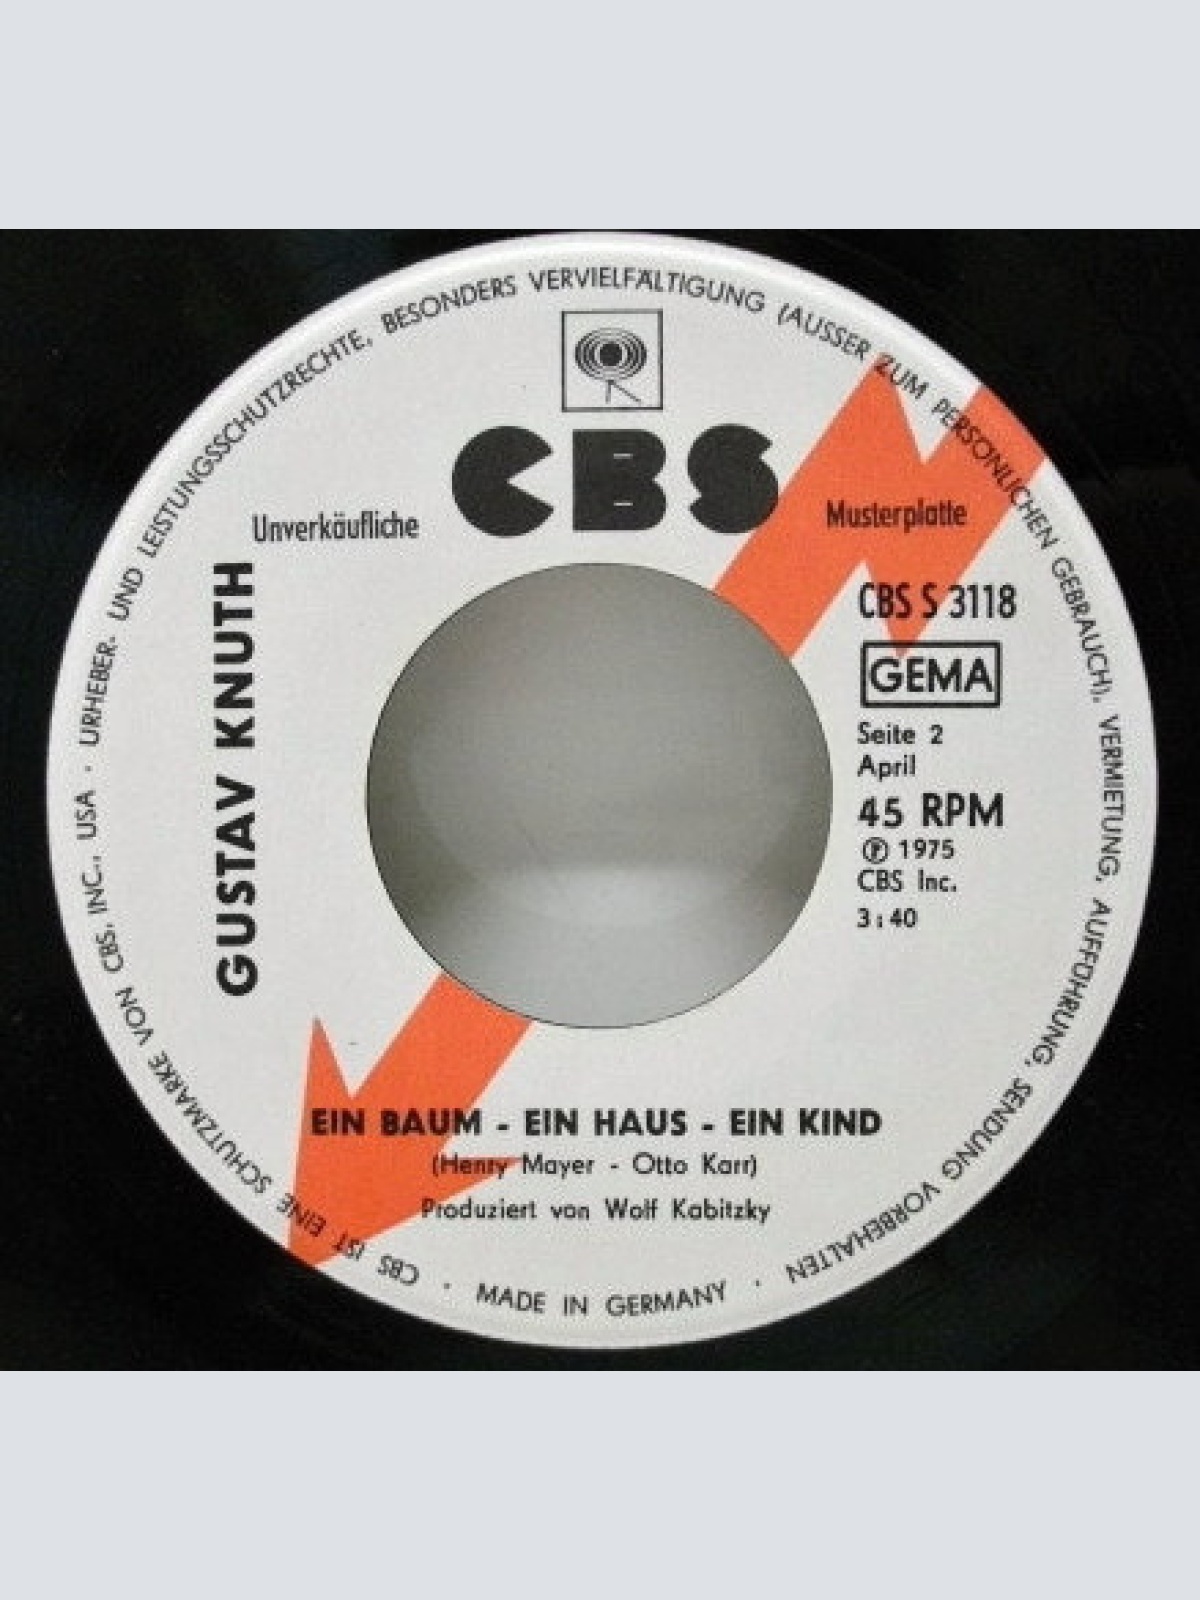 URHEBER- UND LEISTUNGSSCHUTZRECHTE, BESONDERS VERVIELFÄLTIGUNG (AUSSER ZUM PERSÖNLICHEN GEBRAUCH), VERMIETUNG, AUFFÜHRUNG, SENDUNG VORBEHALTEN
CBS
Unverkäufliche
Musterplatte
GUSTAV KNUTH
CBS S 3118
GEMA
Seite 2
April
45 RPM
Ⓟ 1975
CBS Inc.
3:40
EIN BAUM - EIN HAUS - EIN KIND
(Henry Mayer - Otto Karr)
Produziert von Wolf Kabitzky
· MADE IN GERMANY ·
CBS IST EINE SCHUTZMARKE VON CBS, INC., USA ·